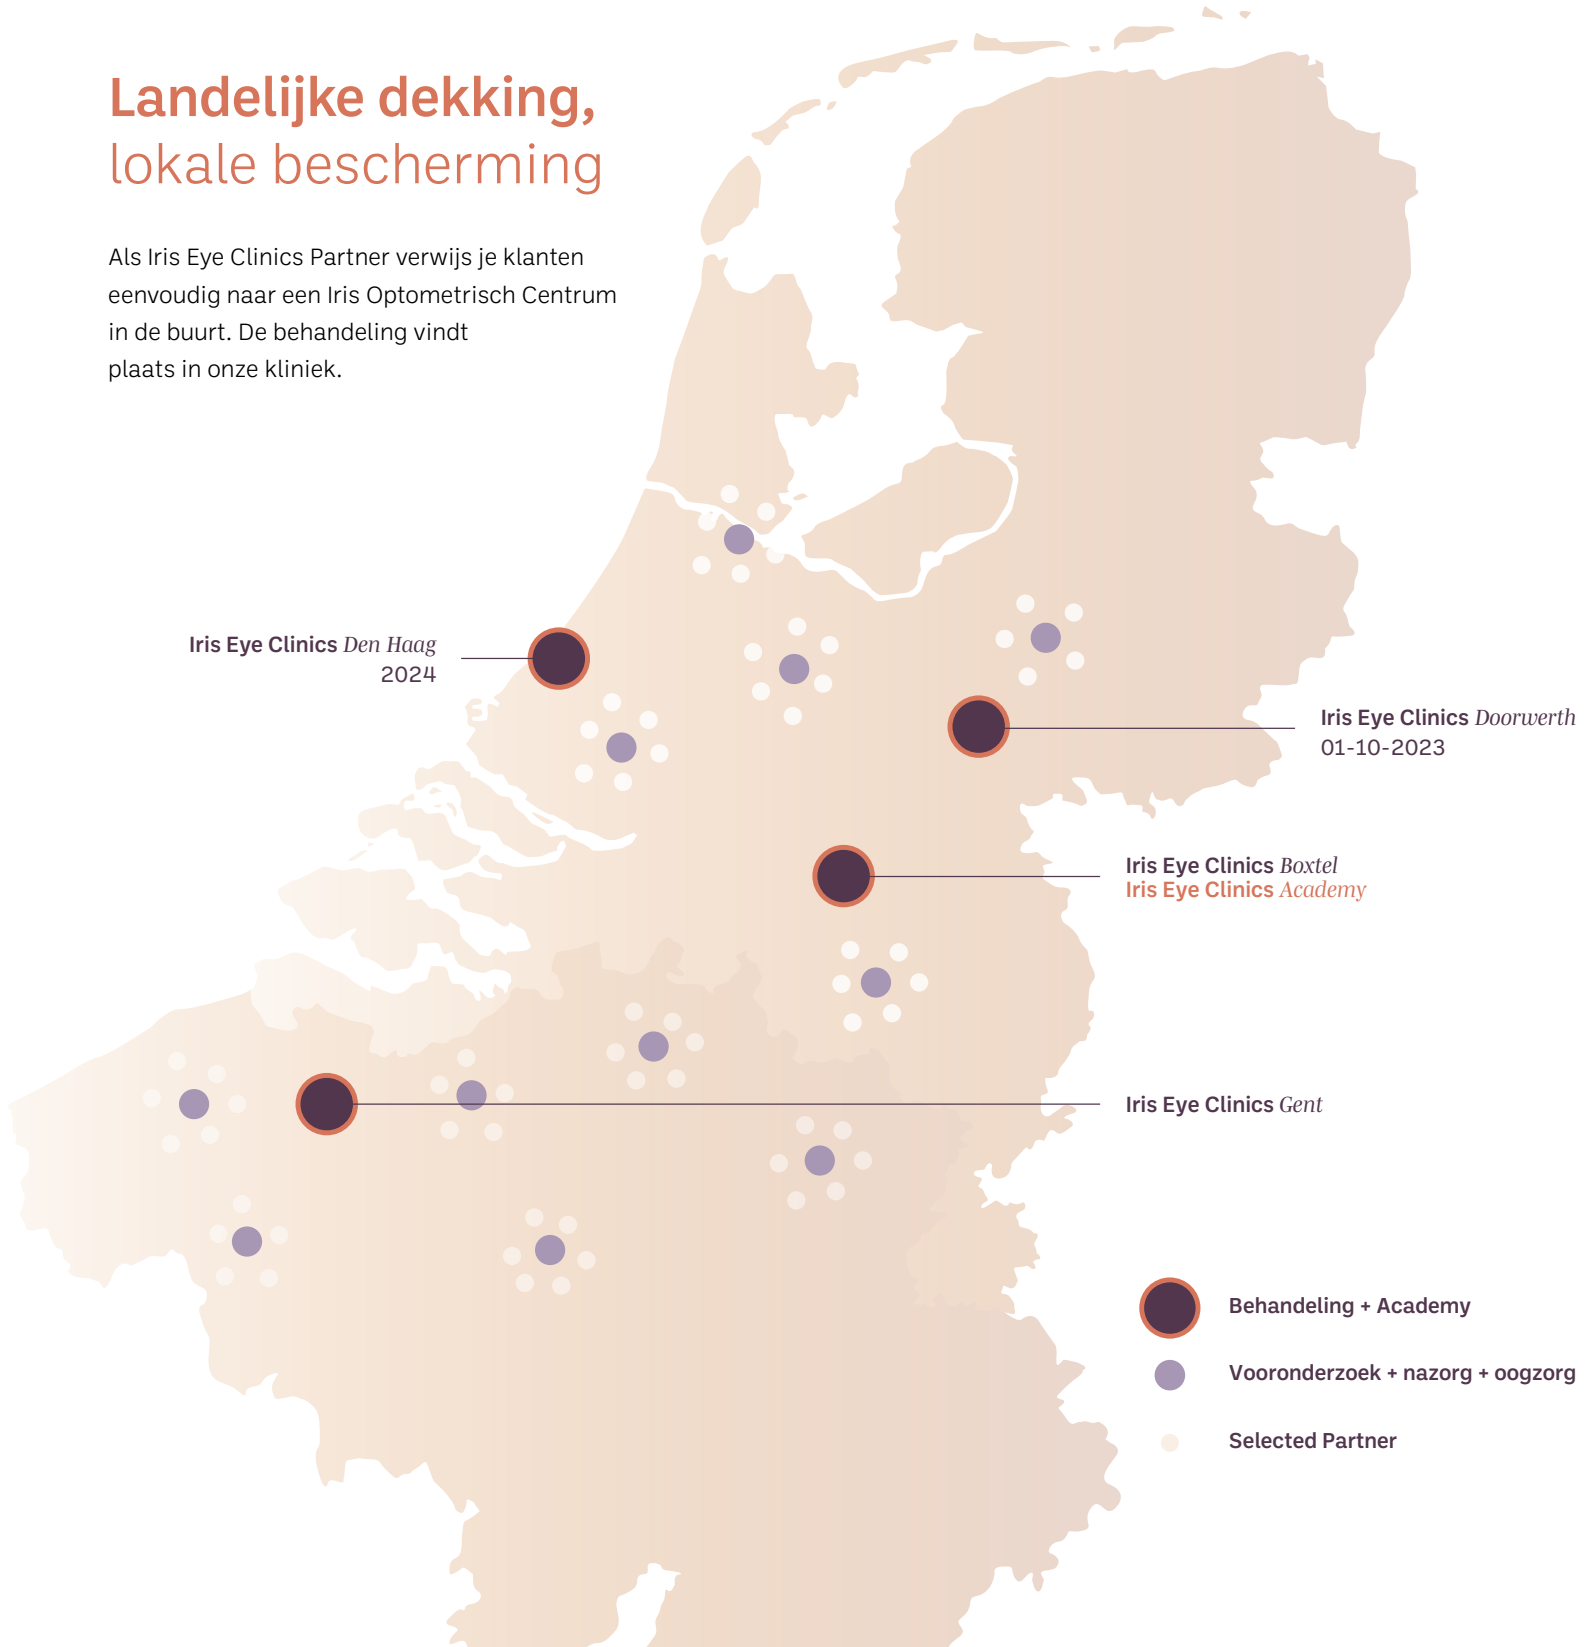 Landelijke dekking,
lokale bescherming
Als Iris Eye Clinics Partner verwijs je klanten
eenvoudig naar een Iris Optometrisch Centrum
in de buurt. De behandeling vindt
plaats in onze kliniek.
Iris Eye Clinics Den Haag
2024
Iris Eye Clinics Doorwerth
01-10-2023
Iris Eye Clinics Boxtel
Iris Eye Clinics Academy
Iris Eye Clinics Gent
Behandeling + Academy
Vooronderzoek + nazorg + oogzorg
Selected Partner